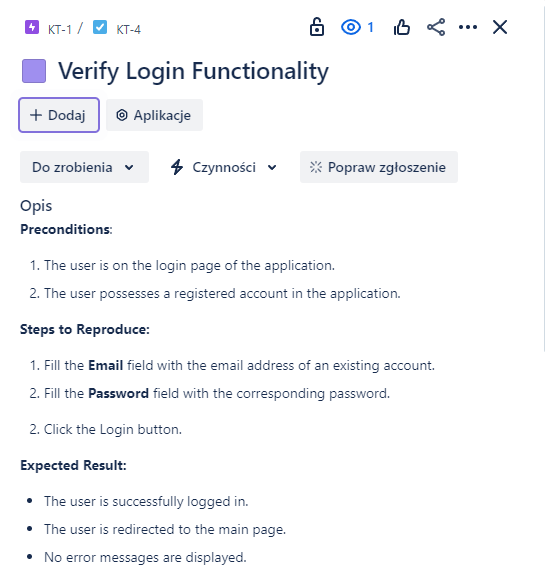 KT-1 / KT-4
1
Verify Login Functionality
+ Dodaj
Aplikacje
Do zrobienia
Czynności
Popraw zgłoszenie
Opis
Preconditions:
1. The user is on the login page of the application.
2. The user possesses a registered account in the application.
Steps to Reproduce:
1. Fill the Email field with the email address of an existing account.
2. Fill the Password field with the corresponding password.
2. Click the Login button.
Expected Result:
• The user is successfully logged in.
• The user is redirected to the main page.
• No error messages are displayed.